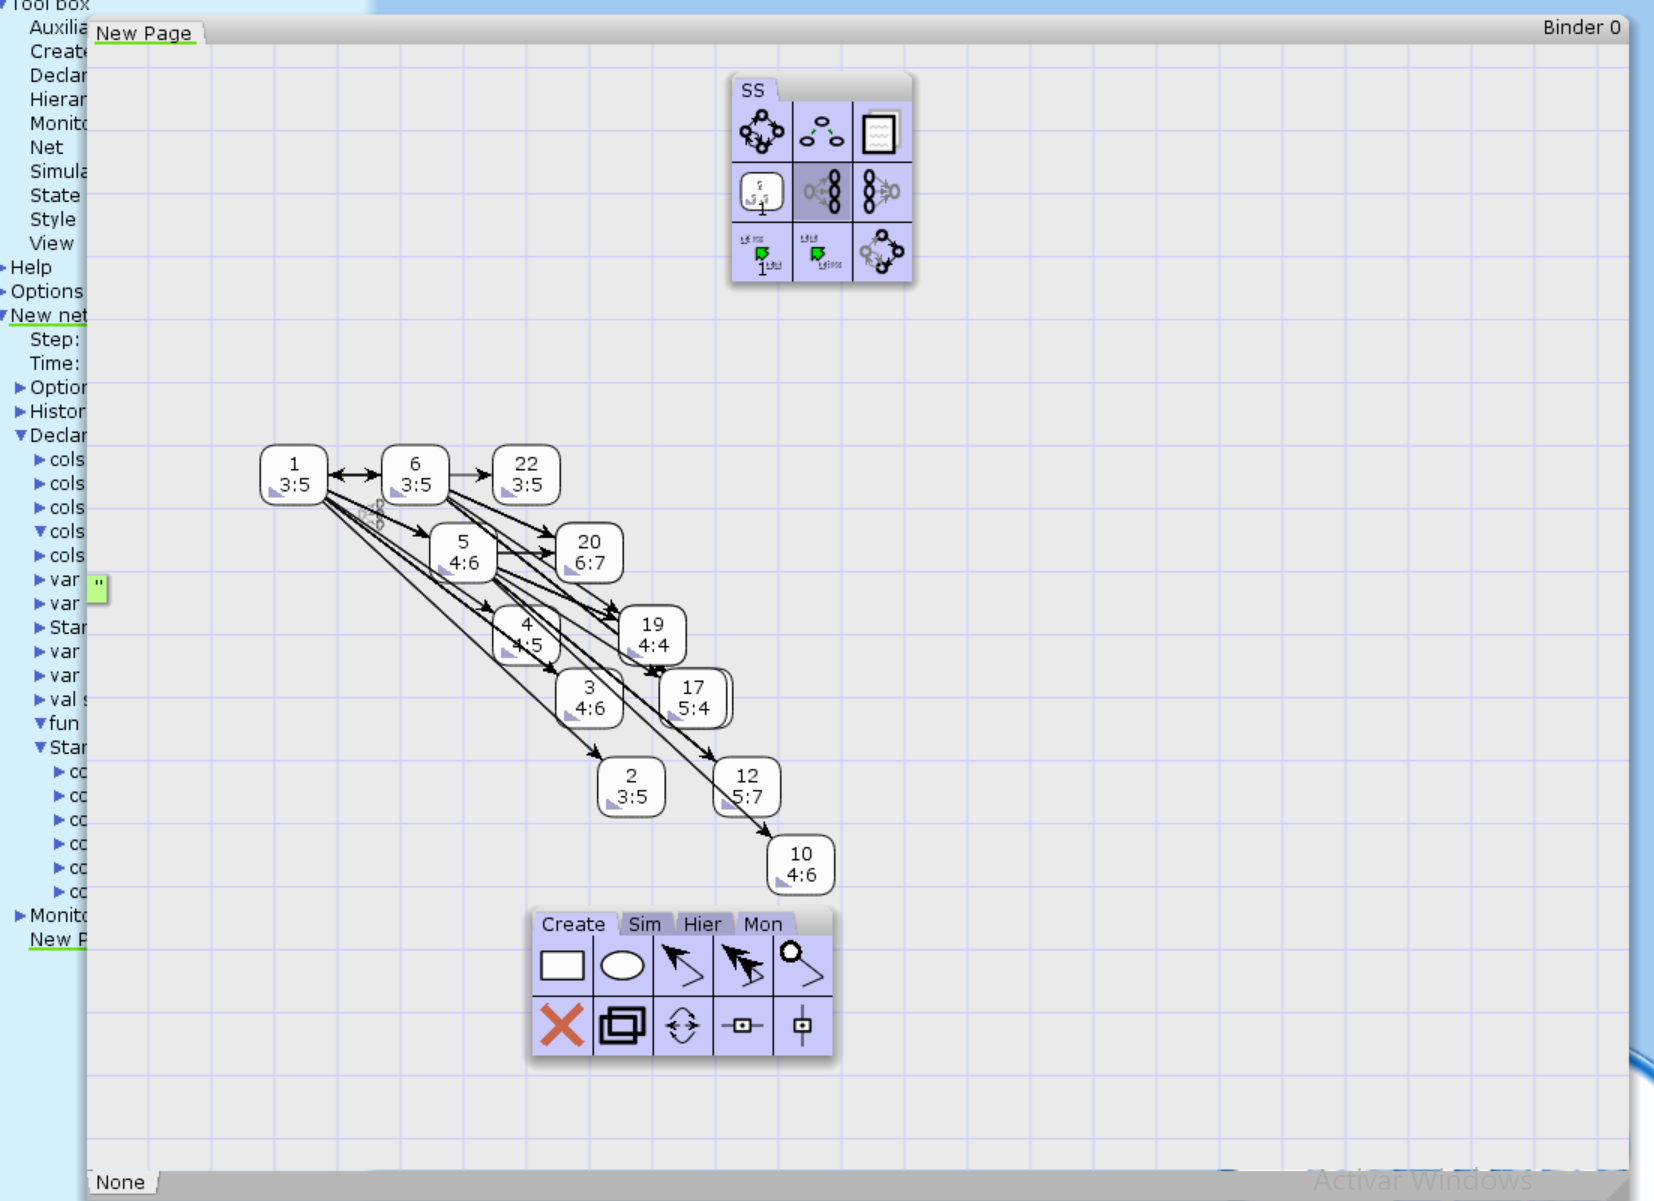 Tool box
Auxilia
Create
Declar
Hierar
Monito
Net
Simula
State
Style
View
Help
Options
New net
Step:
Time:
Option
Histor
Declar
cols
cols
cols
cols
cols
var
var
Star
var
var
val s
fun
Star
cc
cc
cc
cc
cc
cc
Monito
New P
New Page
Binder 0
SS
1
1
1
3:5
6
3:5
22
3:5
5
4:6
20
6:7
"
4
4:5
19
4:4
3
4:6
17
5:4
2
3:5
12
5:7
10
4:6
Create Sim Hier Mon
None
Activar Windows